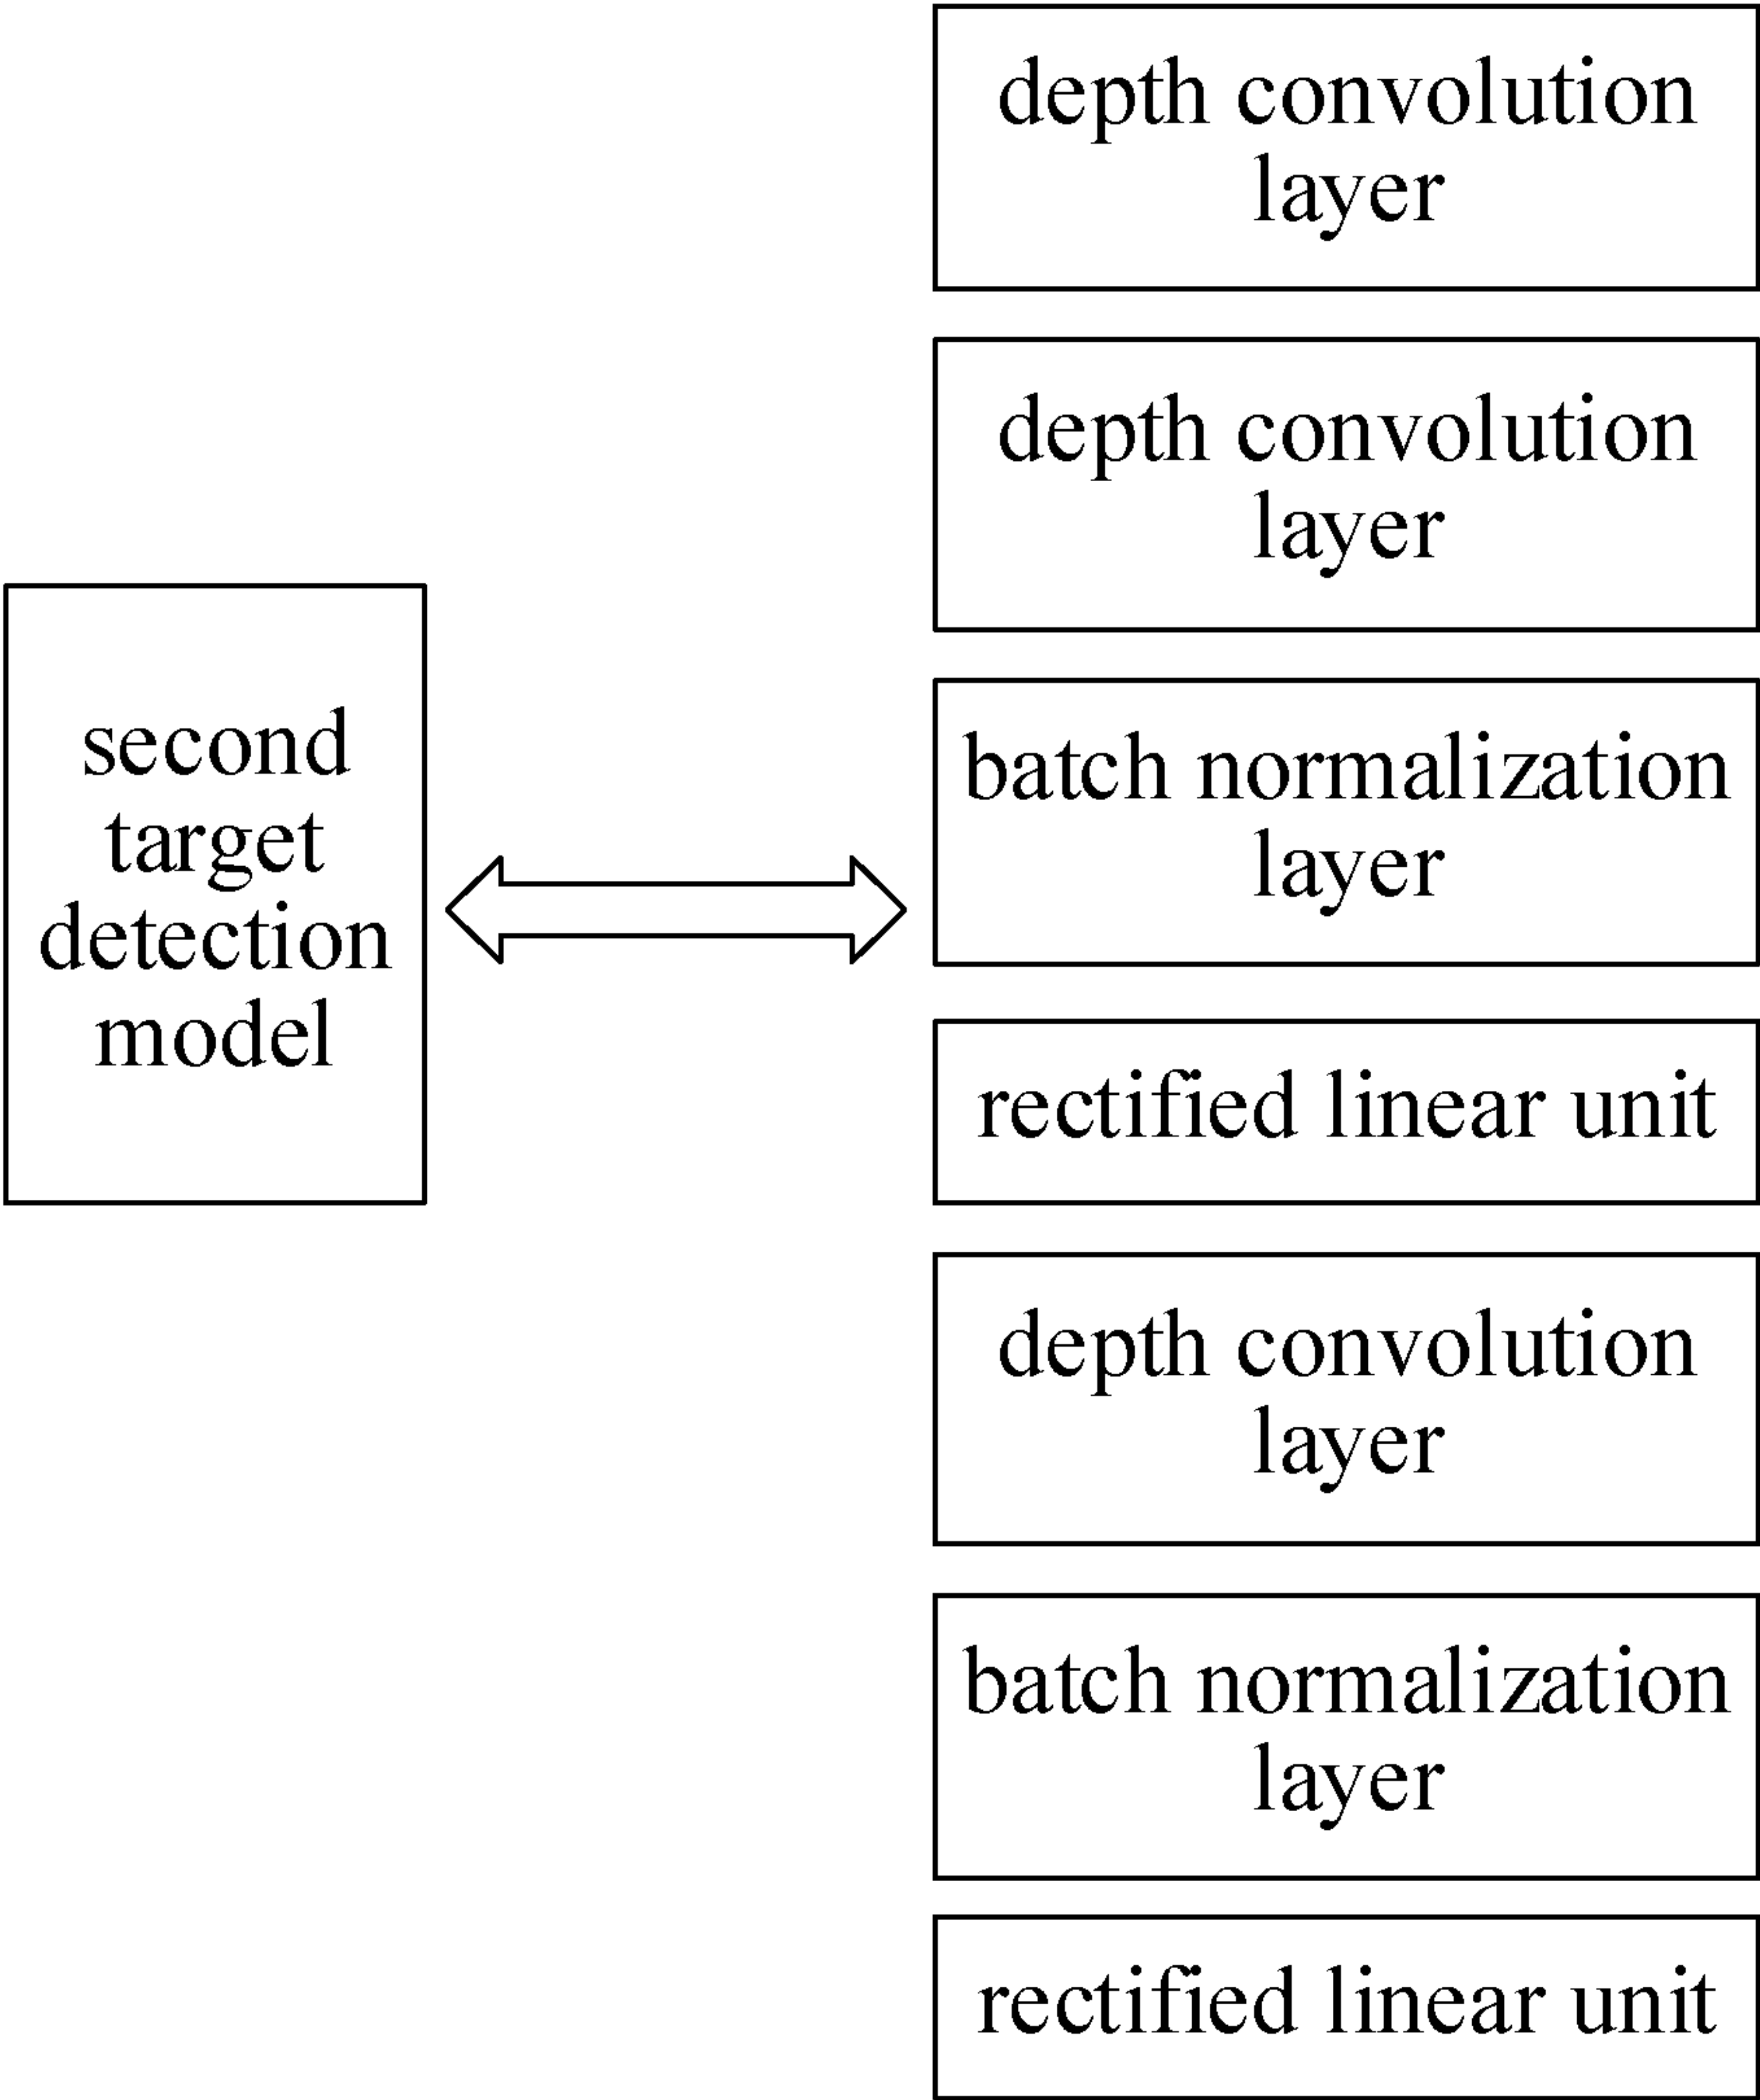 second
target
detection
model
depth convolution
layer
depth convolution
layer
batch normalization
layer
rectified linear unit
depth convolution
layer
batch normalization
layer
rectified linear unit